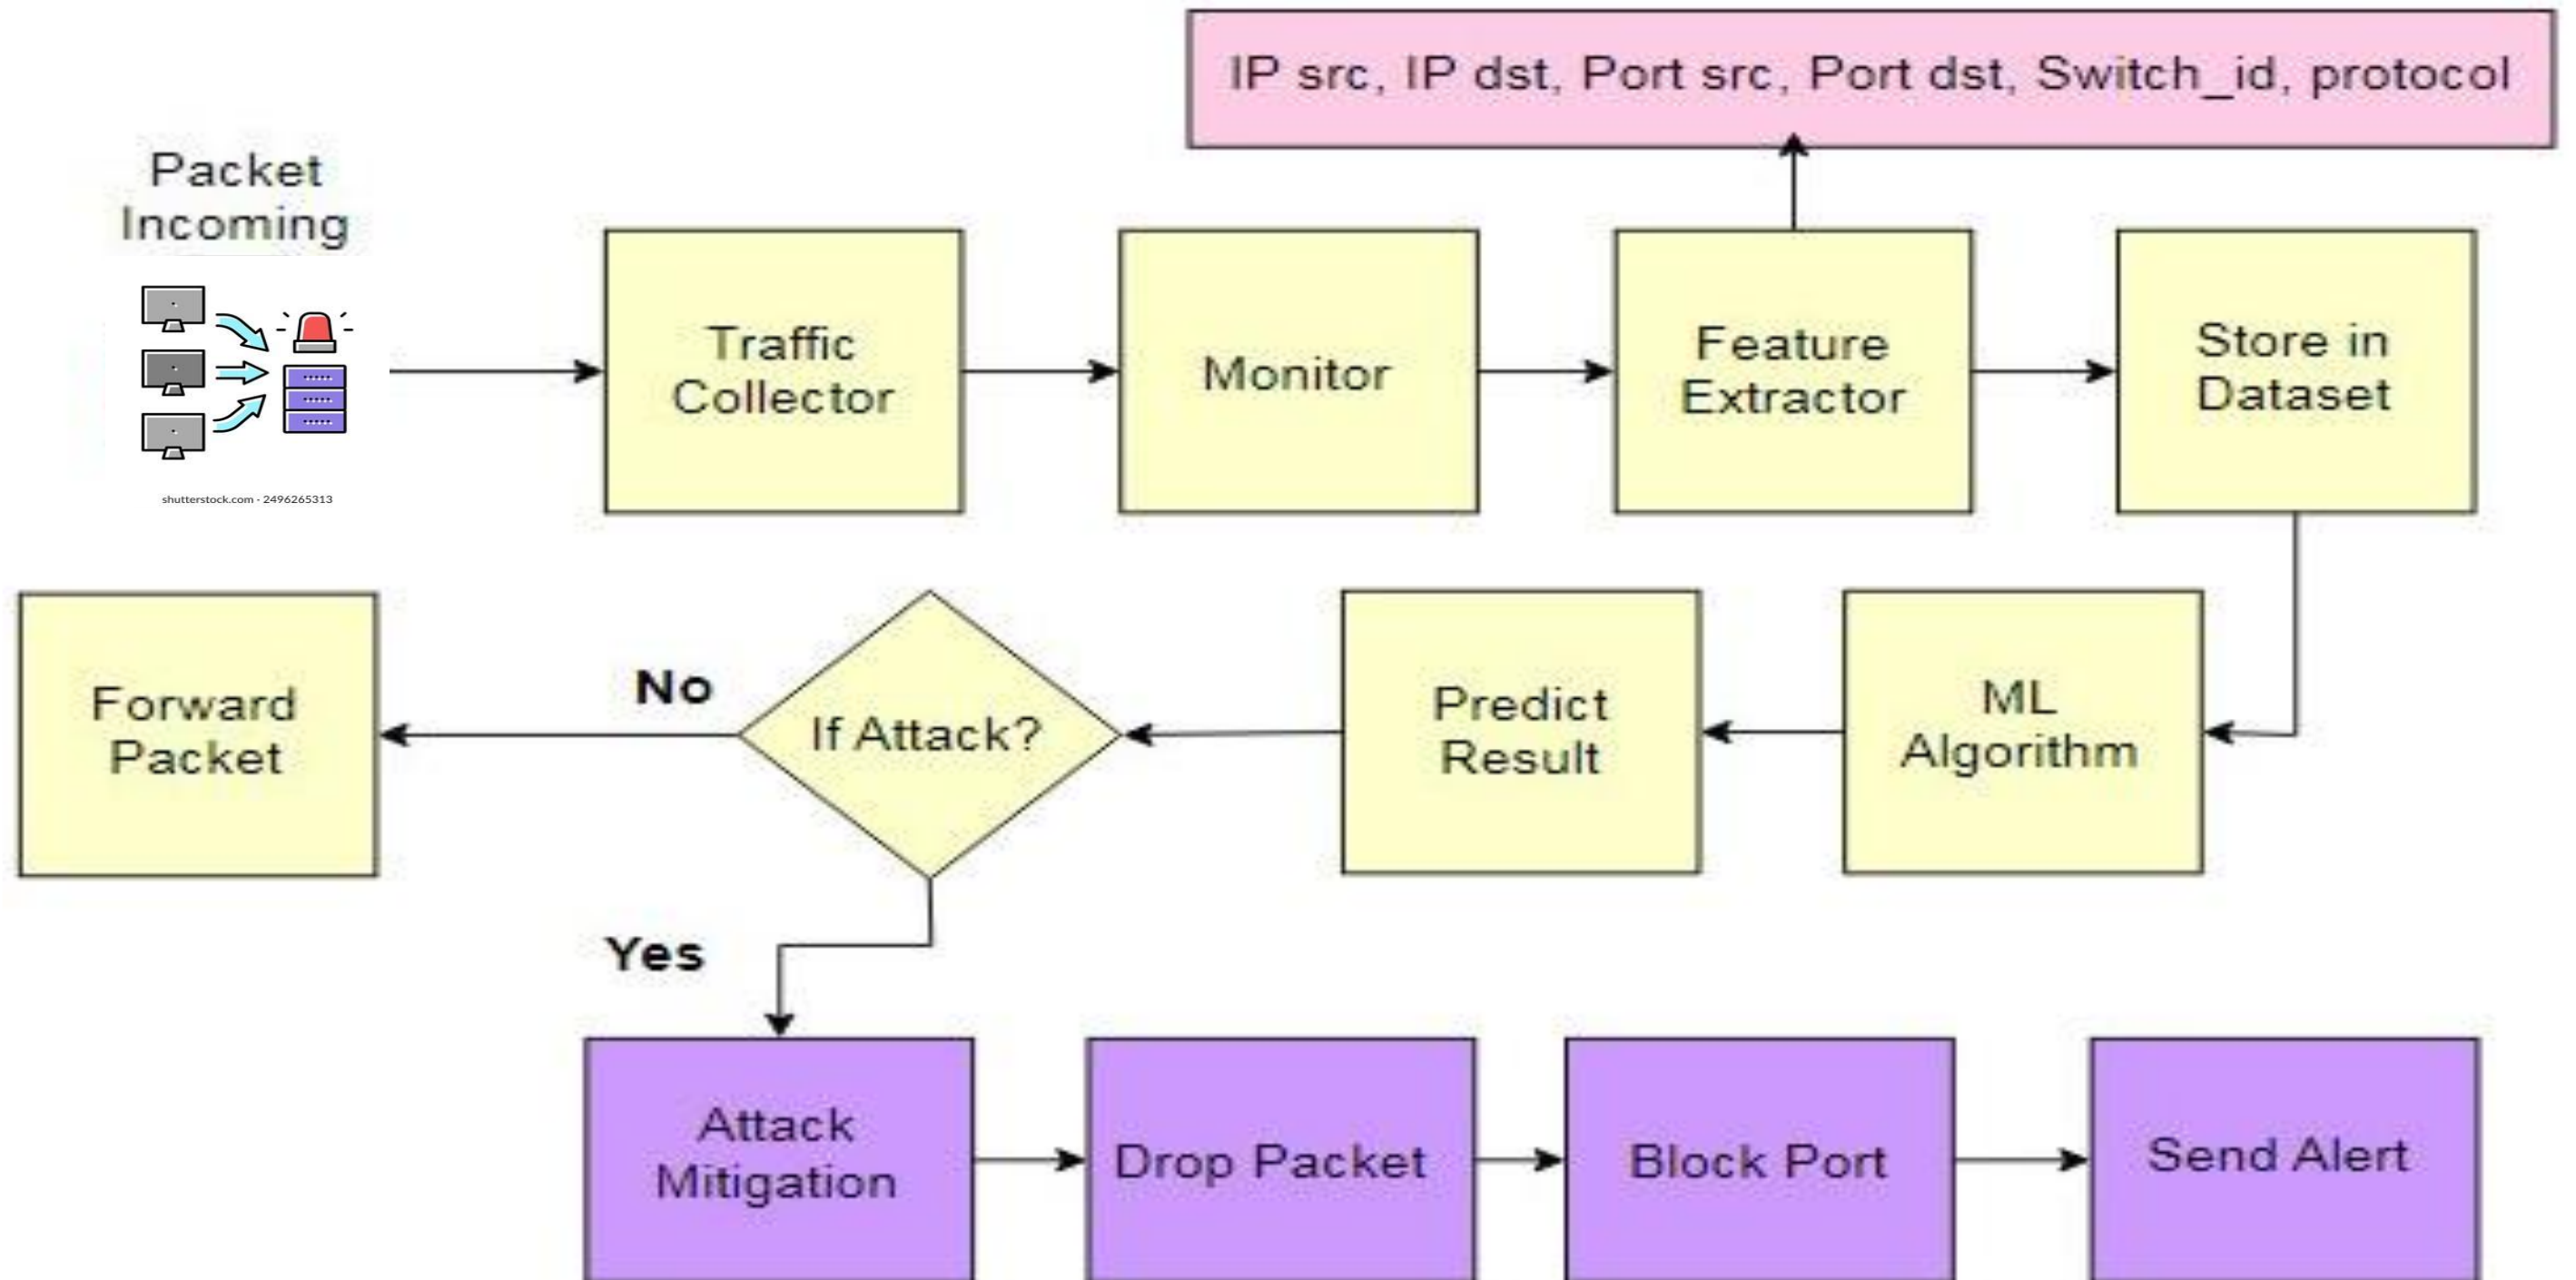 IP src, IP dst, Port src, Port dst, Switch_id, protocol
Packet
Incoming
shutterstock.com · 2496265313
Traffic
Collector
Monitor
Feature
Extractor
Store in
Dataset
Forward
Packet
No
If Attack?
Predict
Result
ML
Algorithm
Yes
Attack
Mitigation
Drop Packet
Block Port
Send Alert